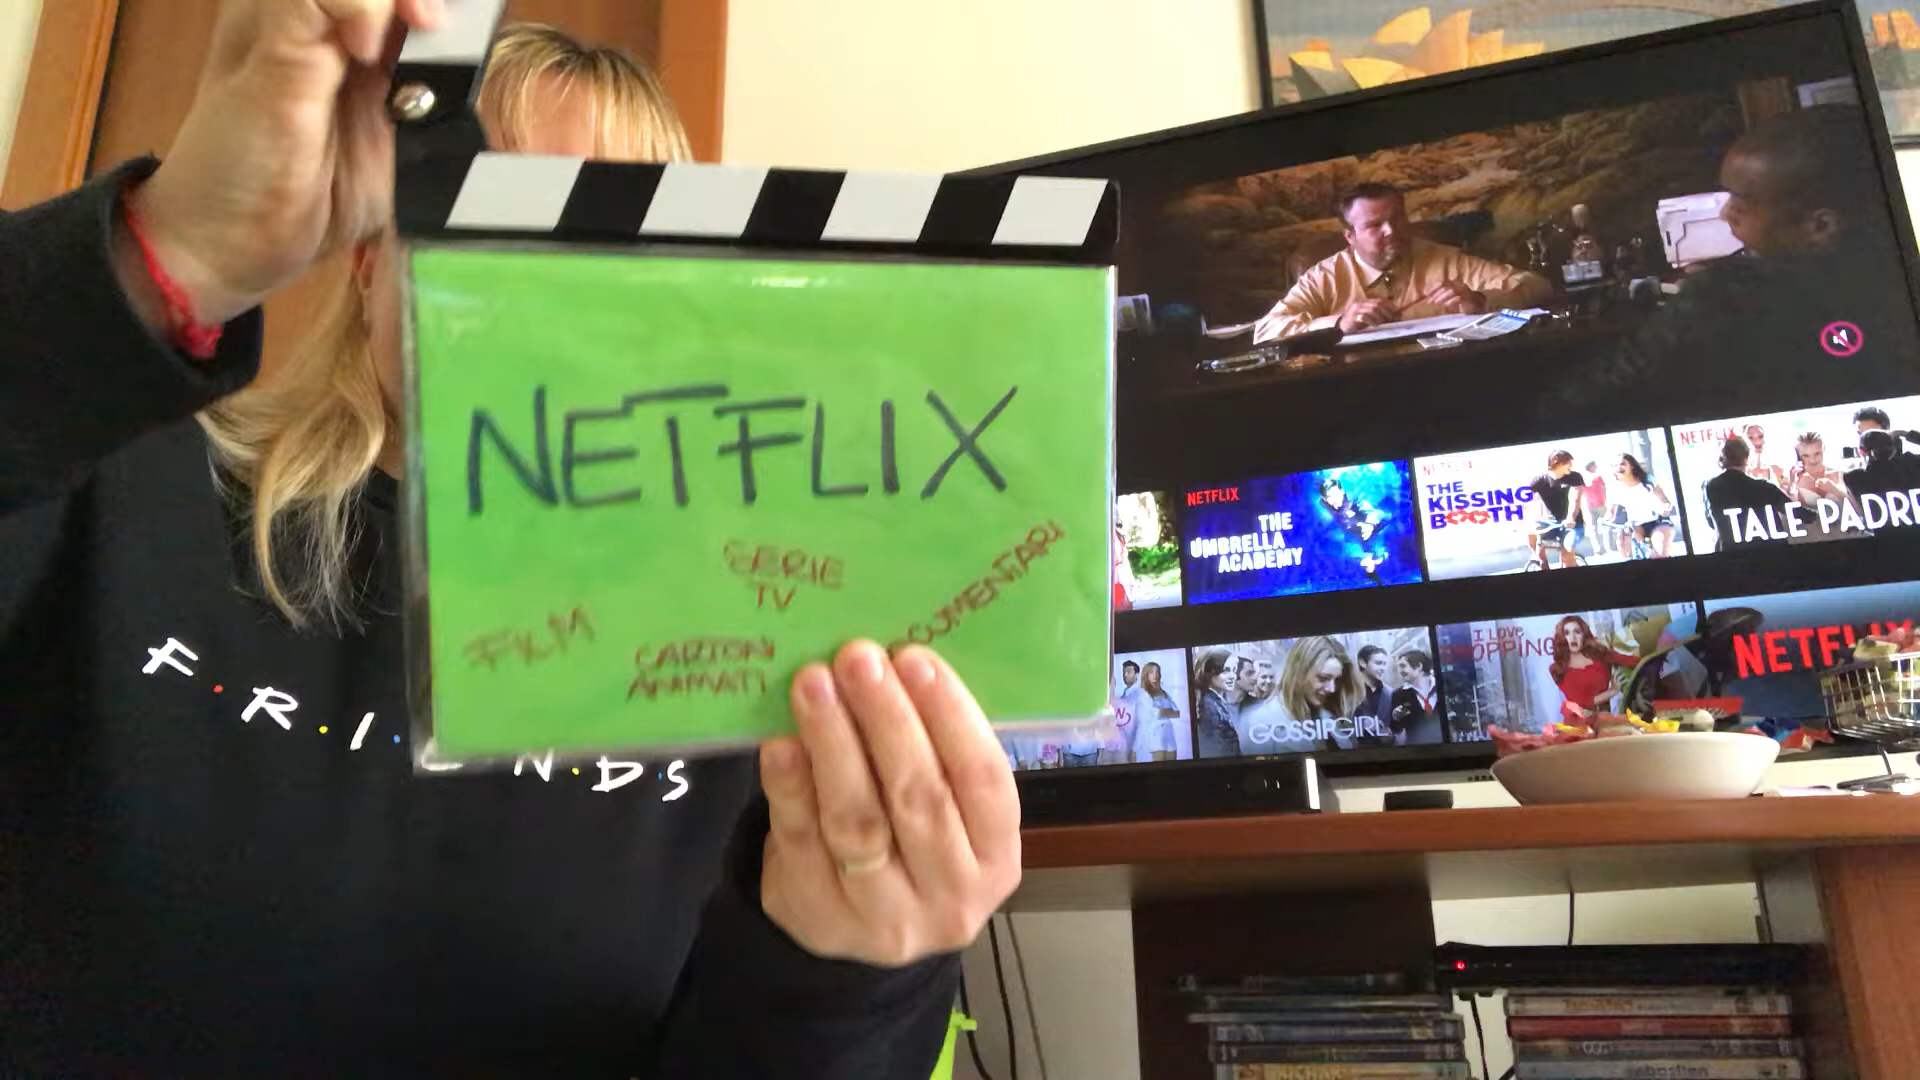 NETFLIX
SERIE
TV
FILM
CARTONI
ANIMATI
DOCUMENTARI
F.R.I.
N.D.S
NETFLIX
THE
UMBRELLA
ACADEMY
NETFLIX
THE
KISSING
BOOTH
NETFLIX
TALE PADRE
GOSSIP GIRL
I LOVE
SHOPPING
NETFLIX